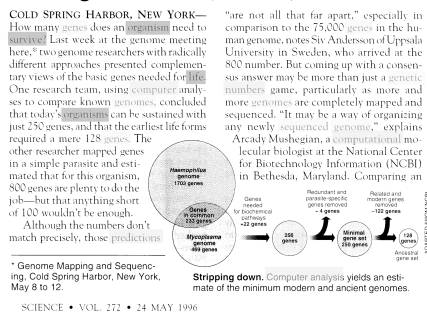 COLD SPRING HARBOR, NEW YORK—
How many genes does an organism need to
survive? Last week at the genome meeting
here,* two genome researchers with radically
different approaches presented complemen-
tary views of the basic genes needed for life.
One research team, using computer analy-
ses to compare known genomes, concluded
that today's organisms can be sustained with
just 250 genes, and that the earliest life forms
required a mere 128 genes. The
other researcher mapped genes
in a simple parasite and esti-
mated that for this organism,
800 genes are plenty to do the
job—but that anything short
of 100 wouldn't be enough.
Although the numbers don't
match precisely, those predictions
* Genome Mapping and Sequenc-
ing, Cold Spring Harbor, New York,
May 8 to 12.
"are not all that far apart," especially in
comparison to the 75,000 genes in the hu-
man genome, notes Siv Andersson of Uppsala
University in Sweden, who arrived at the
800 number. But coming up with a consen-
sus answer may be more than just a genetic
numbers game, particularly as more and
more genomes are completely mapped and
sequenced. "It may be a way of organizing
any newly sequenced genome," explains
Arcady Mushegian, a computational mo-
lecular biologist at the National Center
for Biotechnology Information (NCBI)
in Bethesda, Maryland. Comparing an
Haemophilus
genome
1703 genes
Genes
in common
233 genes
Mycoplasma
genome
469 genes
Genes
needed
for biochemical
pathways
+22 genes
256
genes
Redundant and
parasite-specific
genes removed
– 4 genes
Minimal
gene set
250 genes
Related and
modern genes
removed
–122 genes
128
genes
Ancestral
gene set
ADAPTED FROM NCBI
Stripping down. Computer analysis yields an esti-
mate of the minimum modern and ancient genomes.
SCIENCE • VOL. 272 • 24 MAY 1996